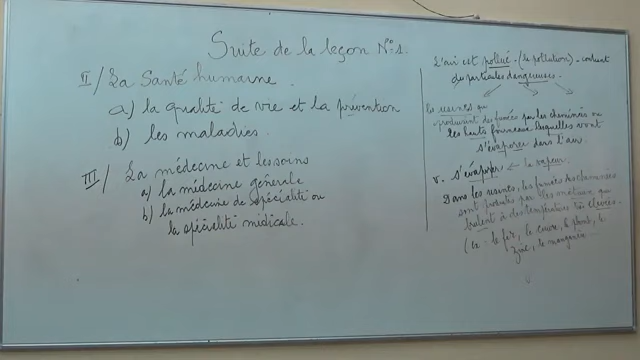 Suite de la leçon N° 1.
II/ La Santé humaine.
a) la qualité de vie et la prévention
b) les maladies.
III/ La médecine et les soins
a) la médecine générale
b) la médecine de spécialité ou
la spécialité médicale.
L'air est pollué - (la pollution) - contient
des particules dangeureuses.
les usines qui
produisent des fumées par les cheminées ou
les hauts fourneaux lesquelles vont
s'évaporer dans l'air.
v. s'évaporer ← la vapeur.
Dans les usines, les fumées des cheminées
sont produites par les métaux qui
brûlent à des températures très élevées.
(ex : le fer, le cuivre, le plomb, le
zinc, le manganèse